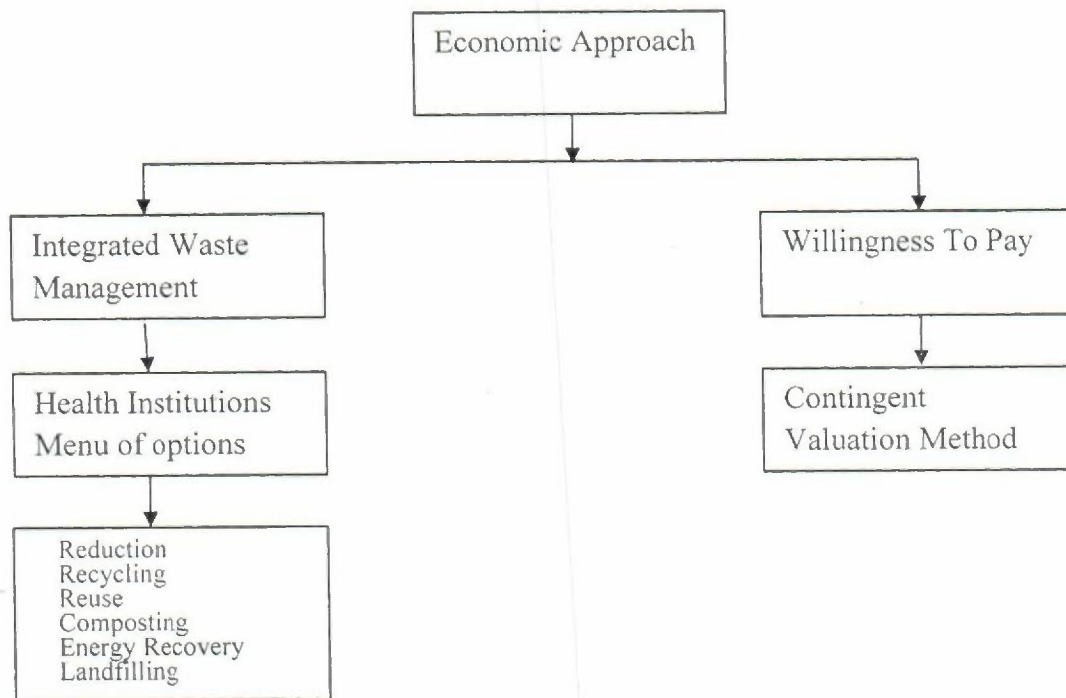 Economic Approach
Integrated Waste
Management
Willingness To Pay
Health Institutions
Menu of options
Contingent
Valuation Method
Reduction
Recycling
Reuse
Composting
Energy Recovery
Landfilling